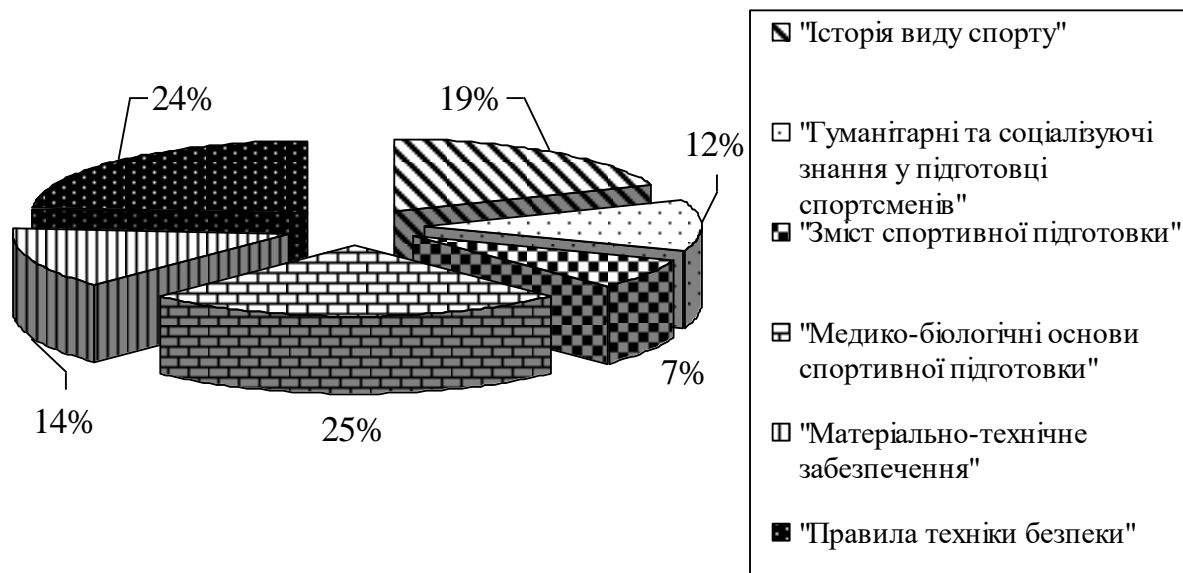 24%
19%
12%
7%
25%
14%
"Історія виду спорту"
"Гуманітарні та соціалізуючі
знання у підготовці
спортсменів"
"Зміст спортивної підготовки"
"Медико-біологічні основи
спортивної підготовки"
"Матеріально-технічне
забезпечення"
"Правила техніки безпеки"